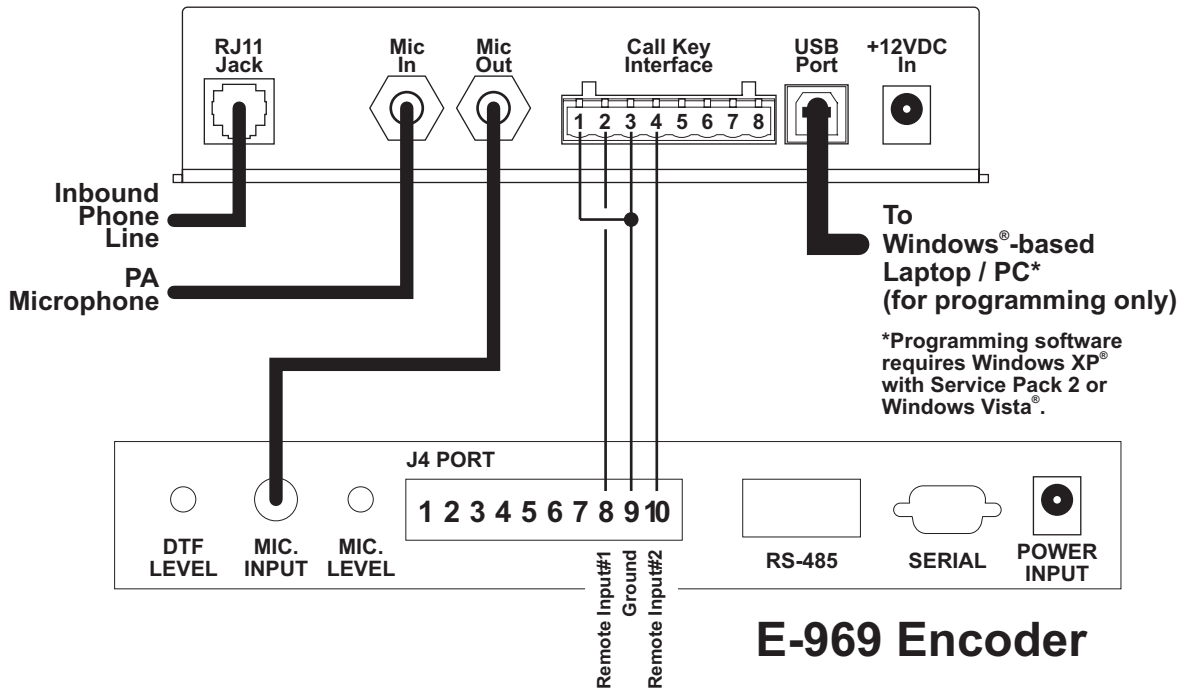 RJ11
Jack
Mic
In
Mic
Out
Call Key
Interface
USB
Port
+12VDC
In
1 2 3 4 5 6 7 8
Inbound
Phone
Line
PA
Microphone
To
Windows®-based
Laptop / PC*
(for programming only)
*Programming software
requires Windows XP®
with Service Pack 2 or
Windows Vista®.
J4 PORT
1 2 3 4 5 6 7 8 9 10
DTF
LEVEL
MIC.
INPUT
MIC.
LEVEL
RS-485
SERIAL
POWER
INPUT
Remote Input#1
Ground
Remote Input#2
E-969 Encoder